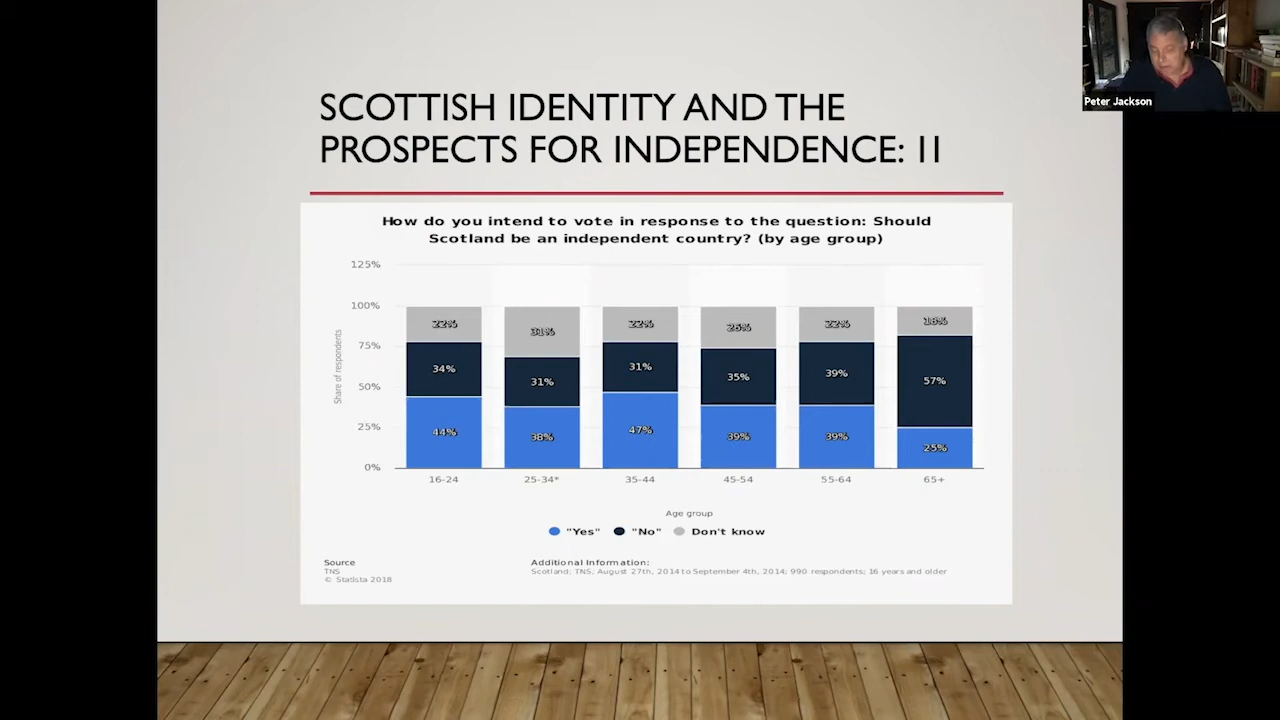 SCOTTISH IDENTITY AND THE
PROSPECTS FOR INDEPENDENCE: II
Peter Jackson
How do you intend to vote in response to the question: Should
Scotland be an independent country? (by age group)
125%
100%
75%
50%
25%
0%
Share of respondents
22% 31% 22% 26% 22% 18%
34% 31% 31% 35% 39% 57%
44% 38% 47% 39% 39% 25%
16-24 25-34* 35-44 45-54 55-64 65+
Age group
"Yes" "No" Don't know
Source
TNS
© Statista 2018
Additional Information:
Scotland; TNS; August 27th, 2014 to September 4th, 2014; 990 respondents; 16 years and older